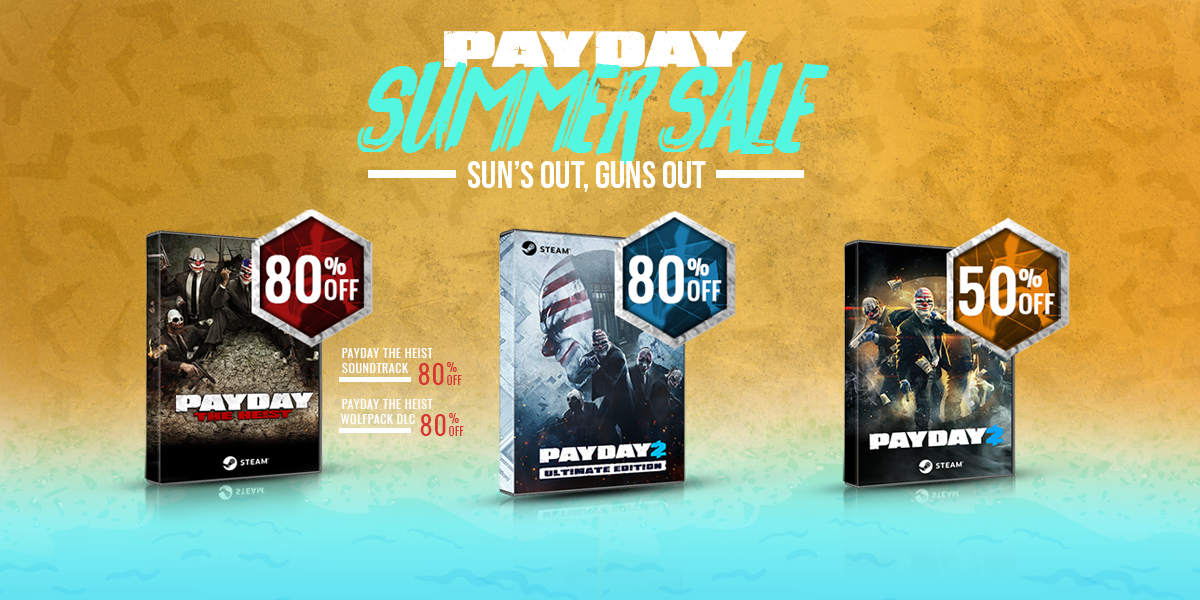 PAYDAY
SUMMER SALE
SUN'S OUT, GUNS OUT
80% OFF
PAYDAY
THE HEIST
STEAM
PAYDAY THE HEIST
SOUNDTRACK 80% OFF
PAYDAY THE HEIST
WOLFPACK DLC 80% OFF
STEAM
80% OFF
PAYDAY 2
ULTIMATE EDITION
50% OFF
PAYDAY 2
STEAM